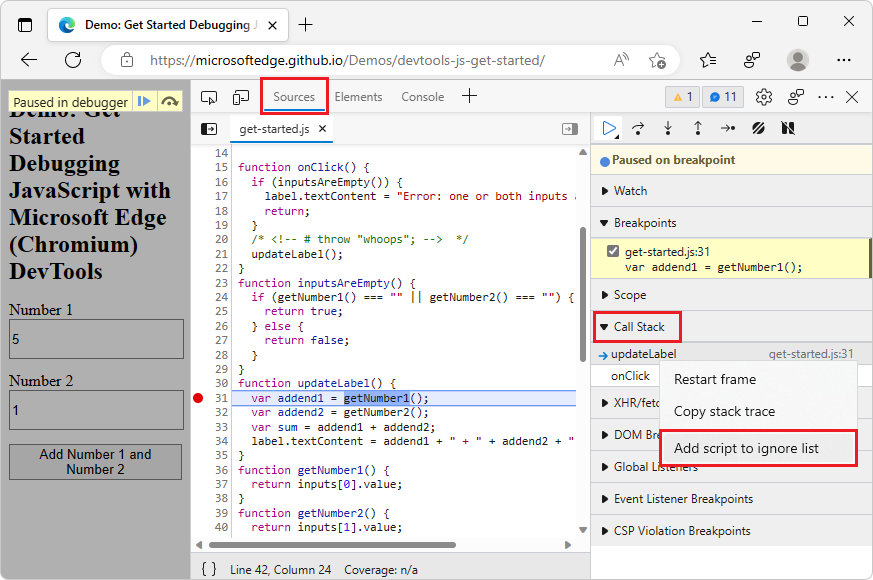 Demo: Get Started Debugging J
https://microsoftedge.github.io/Demos/devtools-js-get-started/
Paused in debugger
Demo: Get
Started
Debugging
JavaScript with
Microsoft Edge
(Chromium)
DevTools
Number 1
5
Number 2
1
Add Number 1 and
Number 2
Sources
Elements
Console
1
11
get-started.js
14
15 function onClick() {
16 if (inputsAreEmpty()) {
17 label.textContent = "Error: one or both inputs a
18 return;
19 }
20 /* <!-- # throw "whoops"; --> */
21 updateLabel();
22 }
23 function inputsAreEmpty() {
24 if (getNumber1() === "" || getNumber2() === "") {
25 return true;
26 } else {
27 return false;
28 }
29 }
30 function updateLabel() {
31 var addend1 = getNumber1();
32 var addend2 = getNumber2();
33 var sum = addend1 + addend2;
34 label.textContent = addend1 + " + " + addend2 + "
35 }
36 function getNumber1() {
37 return inputs[0].value;
38 }
39 function getNumber2() {
40 return inputs[1].value;
{ } Line 42, Column 24 Coverage: n/a
Paused on breakpoint
Watch
Breakpoints
get-started.js:31
var addend1 = getNumber1();
Scope
Call Stack
updateLabel get-started.js:31
onClick
XHR/fetc
DOM Bre
Global Listeners
Event Listener Breakpoints
CSP Violation Breakpoints
Restart frame
Copy stack trace
Add script to ignore list